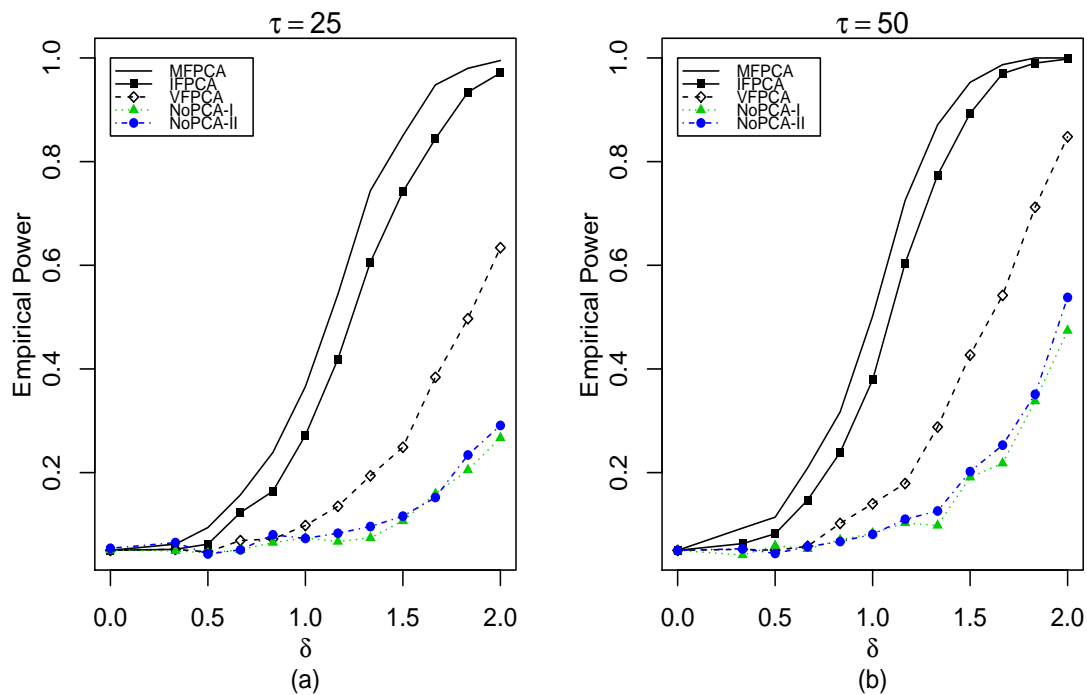 τ = 25
MFPCA
IFPCA
VFPCA
NoPCA-I
NoPCA-II
Empirical Power
0.2
0.4
0.6
0.8
1.0
0.0
0.5
1.0
1.5
2.0
δ
(a)
τ = 50
MFPCA
IFPCA
VFPCA
NoPCA-I
NoPCA-II
Empirical Power
0.2
0.4
0.6
0.8
1.0
0.0
0.5
1.0
1.5
2.0
δ
(b)